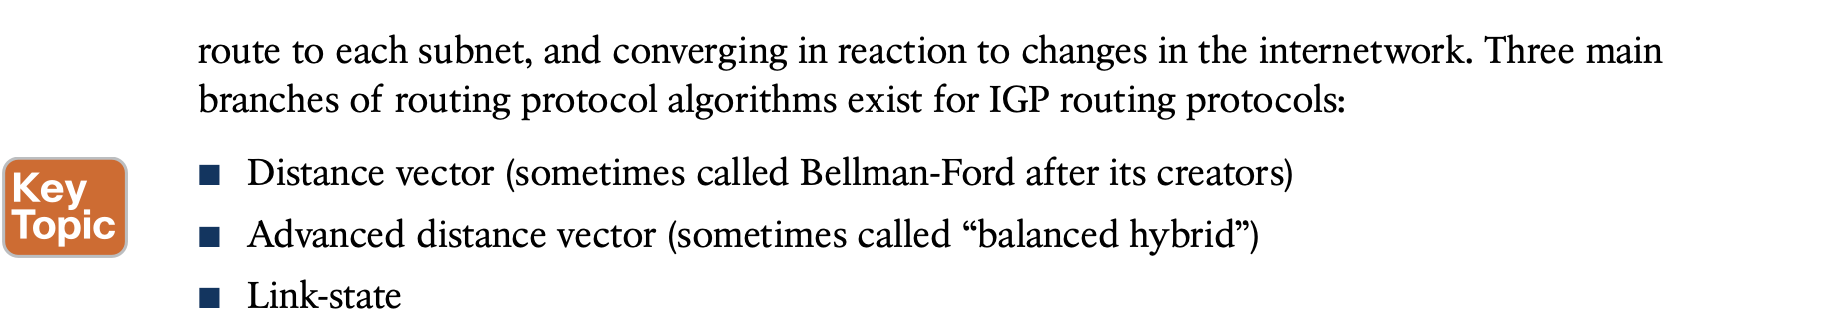 route to each subnet, and converging in reaction to changes in the internetwork. Three main
branches of routing protocol algorithms exist for IGP routing protocols:
Key
Topic
■ Distance vector (sometimes called Bellman-Ford after its creators)
■ Advanced distance vector (sometimes called “balanced hybrid”)
■ Link-state